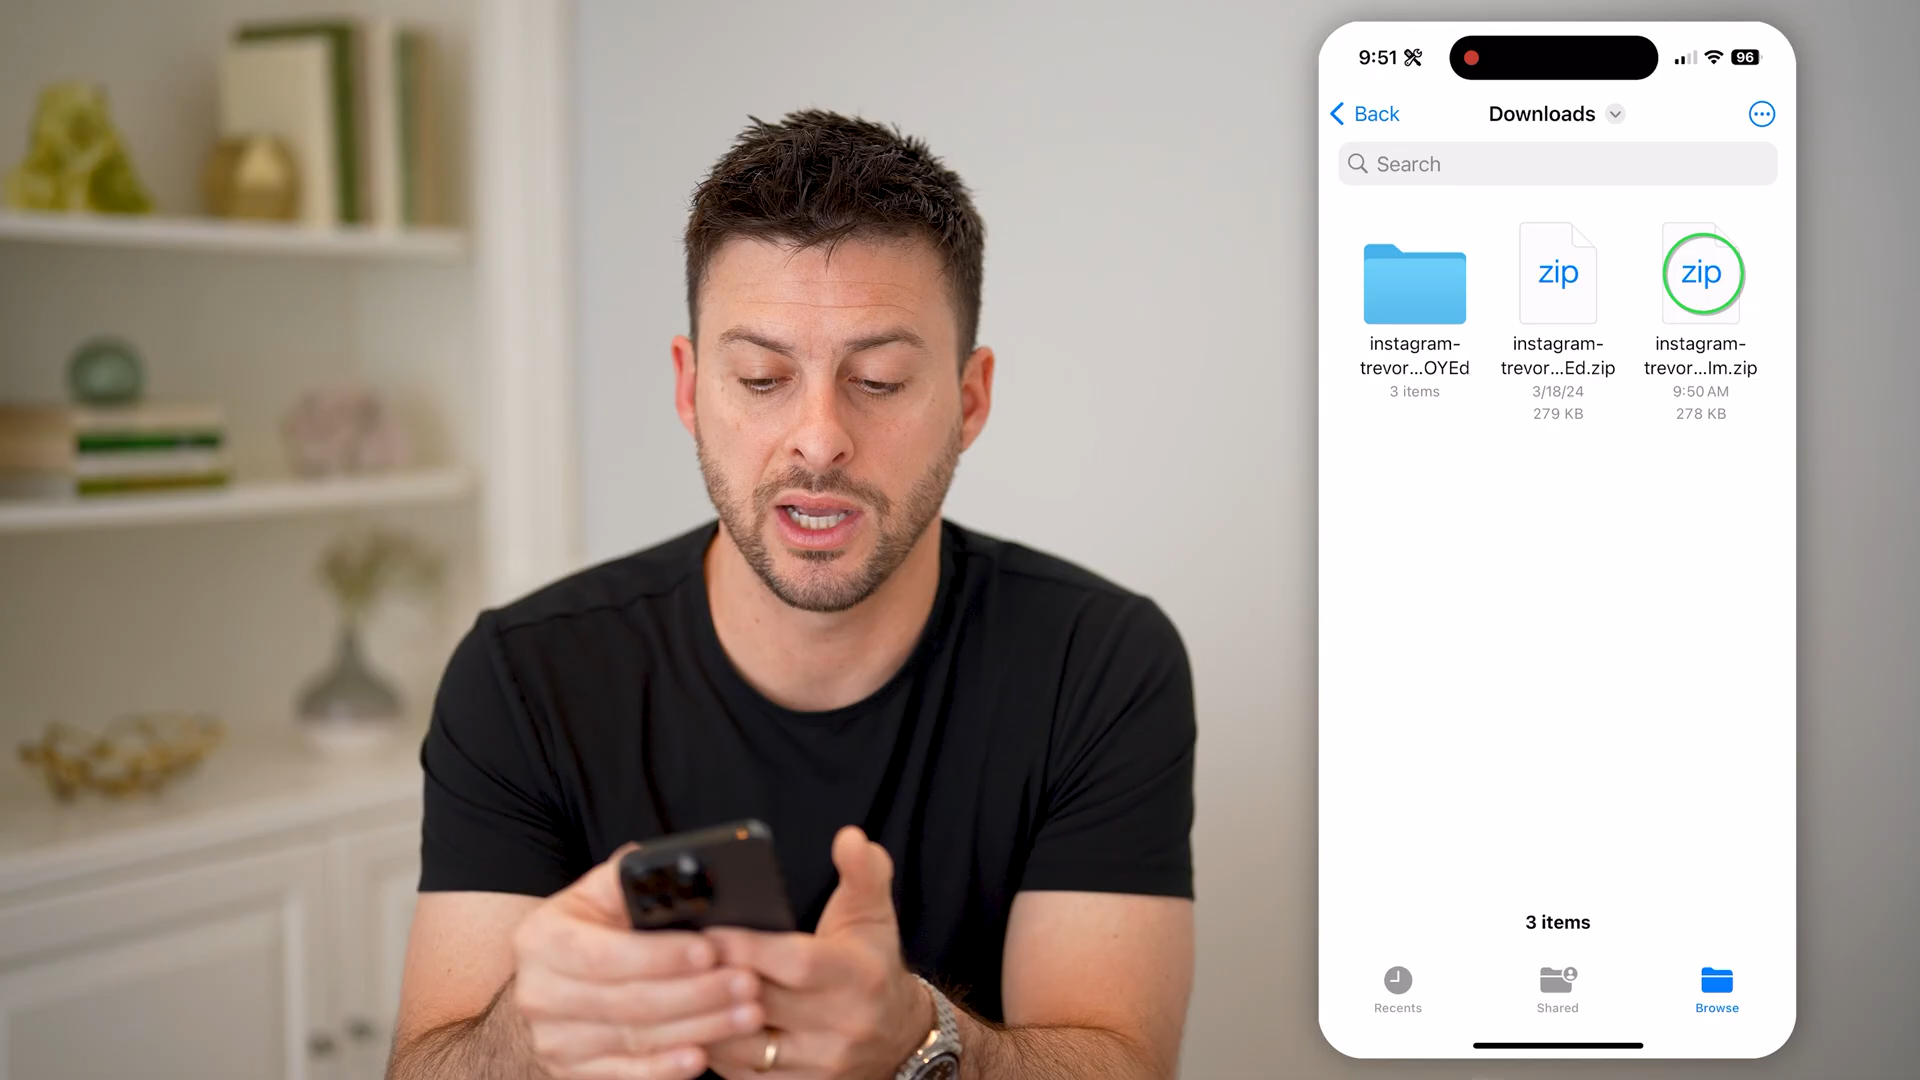 9:51
96
Back
Downloads
Search
zip
zip
instagram-
trevor...OYEd
3 items
instagram-
trevor...Ed.zip
3/18/24
279 KB
instagram-
trevor...Im.zip
9:50 AM
278 KB
3 items
Recents
Shared
Browse